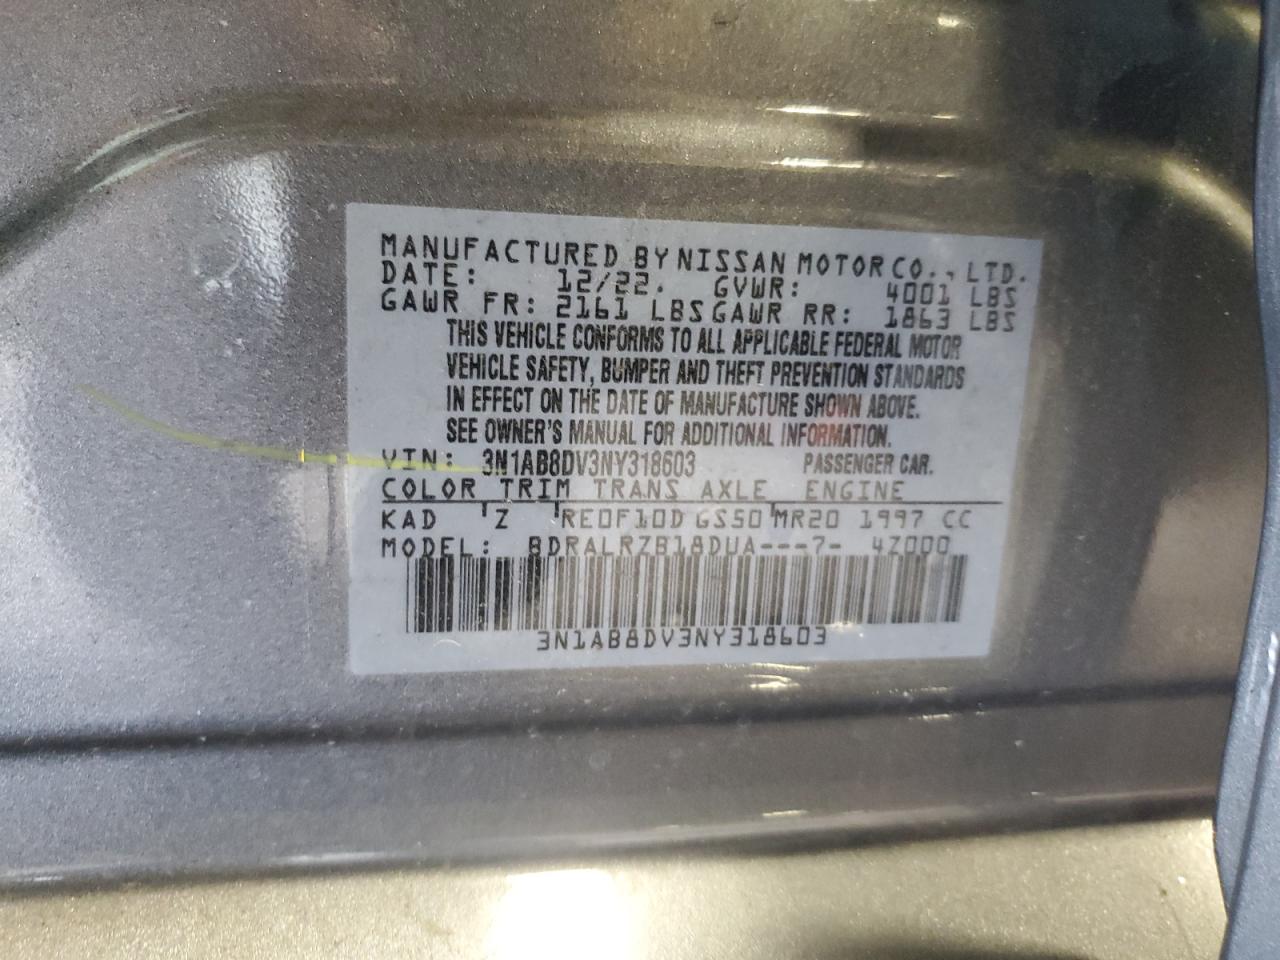 MANUFACTURED BY NISSAN MOTOR CO., LTD.
DATE: 12/22. GVWR: 4001 LBS
GAWR FR: 2161 LBS GAWR RR: 1863 LBS
THIS VEHICLE CONFORMS TO ALL APPLICABLE FEDERAL MOTOR
VEHICLE SAFETY, BUMPER AND THEFT PREVENTION STANDARDS
IN EFFECT ON THE DATE OF MANUFACTURE SHOWN ABOVE.
SEE OWNER'S MANUAL FOR ADDITIONAL INFORMATION.
VIN: 3N1AB8DV3NY318603 PASSENGER CAR.
COLOR TRIM TRANS AXLE ENGINE
KAD Z RE0F10D GS50 MR20 1997 CC
MODEL: BDRALRZB18DUA---7- 4Z000
3N1AB8DV3NY318603